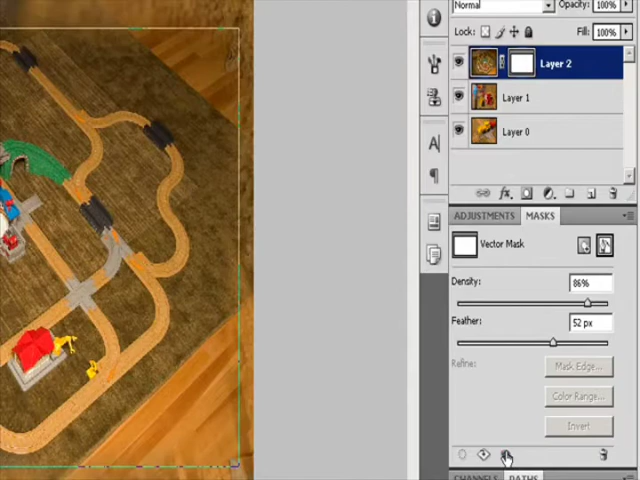 Normal Opacity: 100%
Lock: Fill: 100%
Layer 2
Layer 1
Layer 0
ADJUSTMENTS MASKS
Vector Mask
Density: 86%
Feather: 52 px
Refine: Mask Edge...
Color Range...
Invert
CHANNELS PATHS